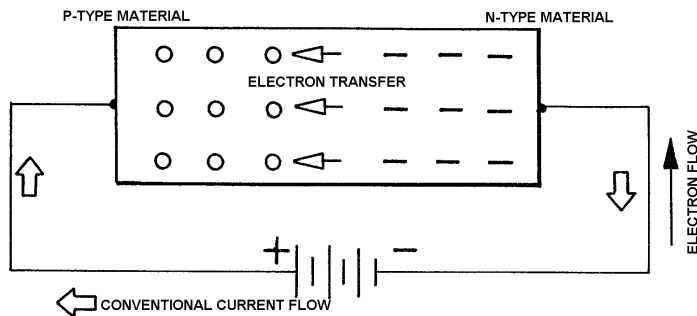 P-TYPE MATERIAL
N-TYPE MATERIAL
ELECTRON TRANSFER
ELECTRON FLOW
+ −
CONVENTIONAL CURRENT FLOW